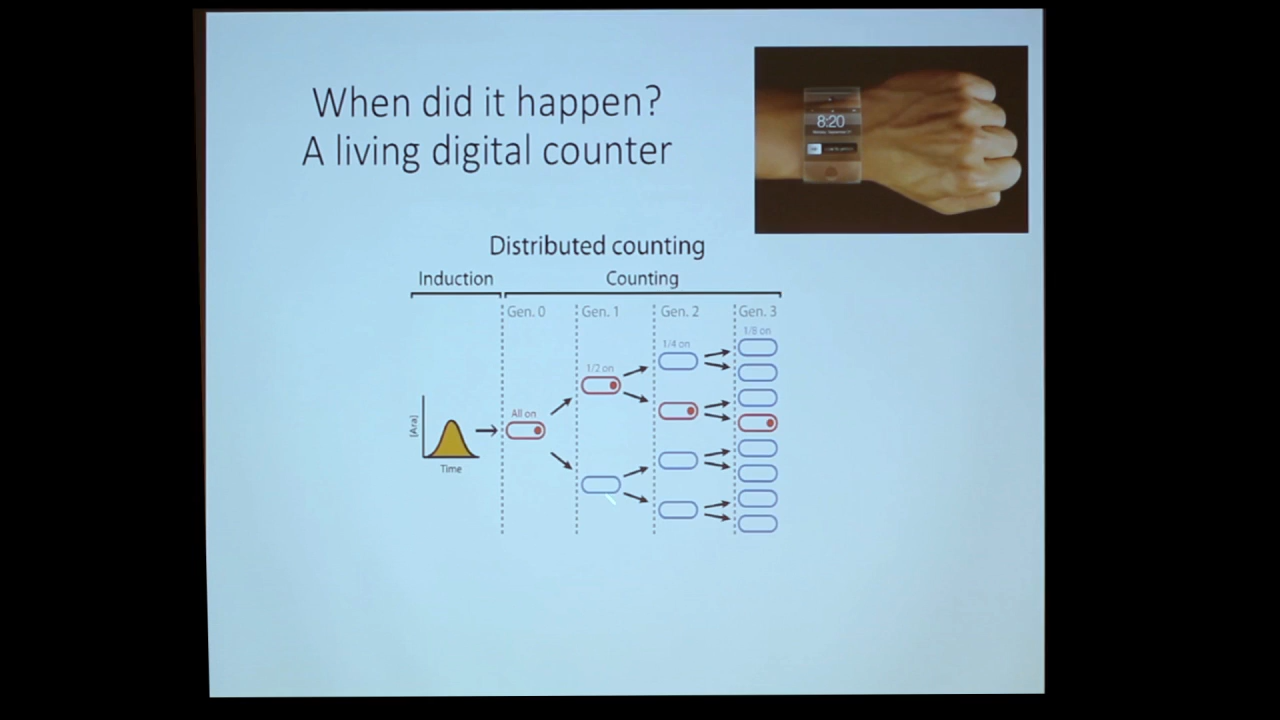 When did it happen?
A living digital counter
8:20
Distributed counting
Induction
Counting
Gen. 0
Gen. 1
Gen. 2
Gen. 3
1/8 on
1/4 on
1/2 on
All on
[Ara]
Time